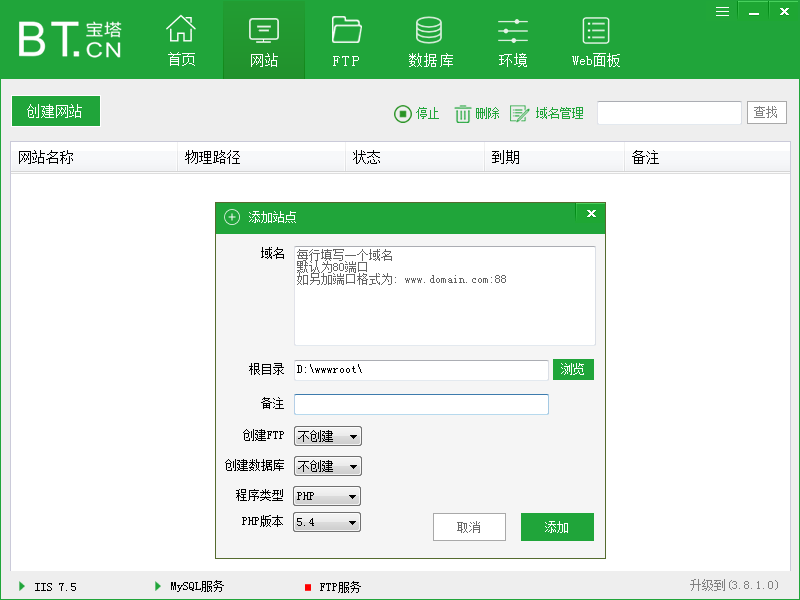 BT.宝塔.CN
首页
网站
FTP
数据库
环境
Web面板
创建网站
停止
删除
域名管理
查找
网站名称
物理路径
状态
到期
备注
添加站点
域名
每行填写一个域名
默认为80端口
如另加端口格式为: www.domain.com:88
根目录
D:\wwwroot\
浏览
备注
创建FTP
不创建
创建数据库
不创建
程序类型
PHP
PHP版本
5.4
取消
添加
IIS 7.5
MySQL服务
FTP服务
升级到(3.8.1.0)